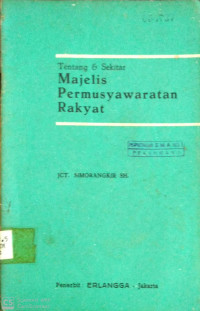 Tentang & Sekitar
Majelis
Permusyawaratan
Rakyat
JCT. SIMORANGKIR SH.
Penerbit : ERLANGGA - Jakarta